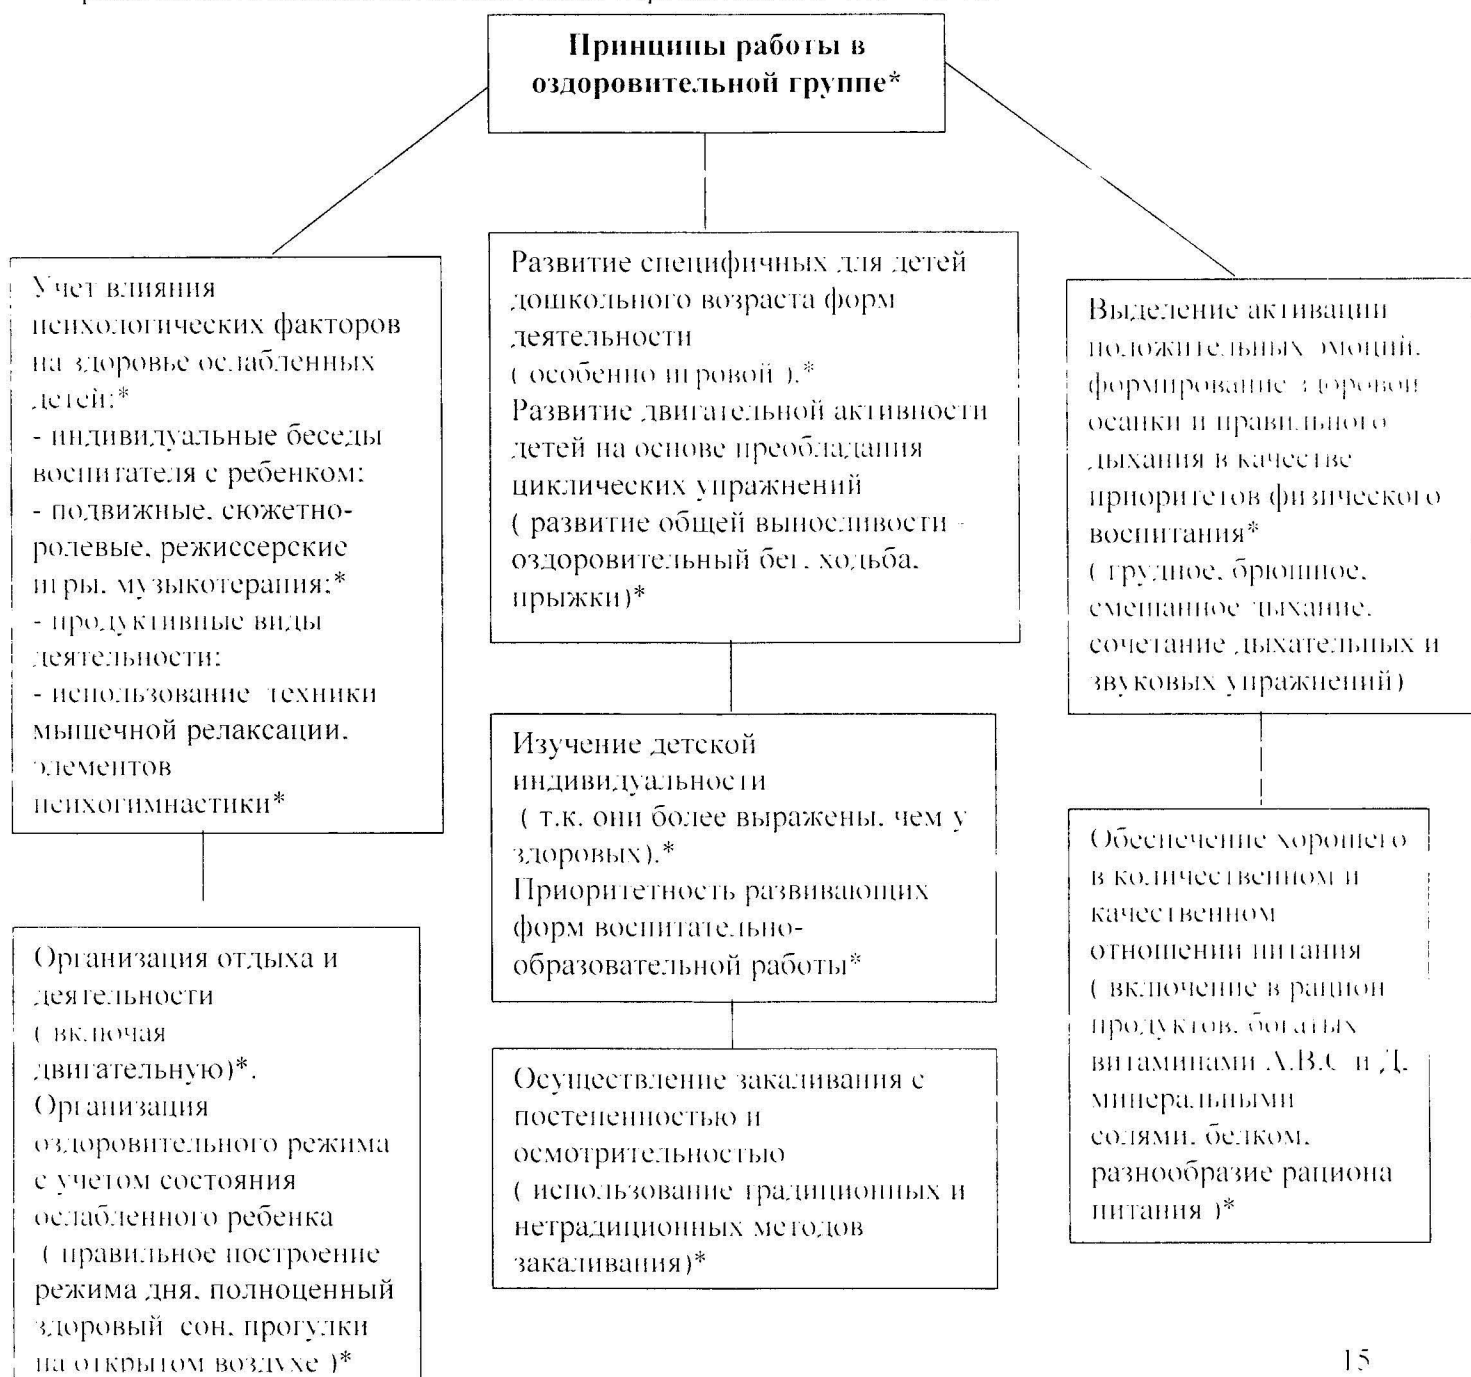 Принципы работы в
оздоровительной группе*
Учет влияния
психологических факторов
на здоровье ослабленных
детей:*
- индивидуальные беседы
воспитателя с ребенком:
- подвижные, сюжетно-
ролевые, режиссерские
игры, музыкотерапия;*
- продуктивные виды
деятельности:
- использование техники
мышечной релаксации,
элементов
психогимнастики*
Организация отдыха и
деятельности
( включая
двигательную)*.
Организация
оздоровительного режима
с учетом состояния
ослабленного ребенка
( правильное построение
режима дня, полноценный
здоровый сон, прогулки
на открытом воздухе )*
Развитие специфичных для детей
дошкольного возраста форм
деятельности
( особенно игровой ).*
Развитие двигательной активности
детей на основе преобладания
циклических упражнений
( развитие общей выносливости -
оздоровительный бег, ходьба,
прыжки)*
Изучение детской
индивидуальности
( т.к. они более выражены, чем у
здоровых).*
Приоритетность развивающих
форм воспитательно-
образовательной работы*
Осуществление закаливания с
постепенностью и
осмотрительностью
( использование традиционных и
нетрадиционных методов
закаливания)*
Выделение активации
положительных эмоций,
формирование здоровой
осанки и правильного
дыхания в качестве
приоритетов физического
воспитания*
( грудное, брюшное,
смешанное дыхание,
сочетание дыхательных и
звуковых упражнений)
Обеспечение хорошего
в количественном и
качественном
отношении питания
( включение в рацион
продуктов, богатых
витаминами А,В,С и Д,
минеральными
солями, белком,
разнообразие рациона
питания )*
15